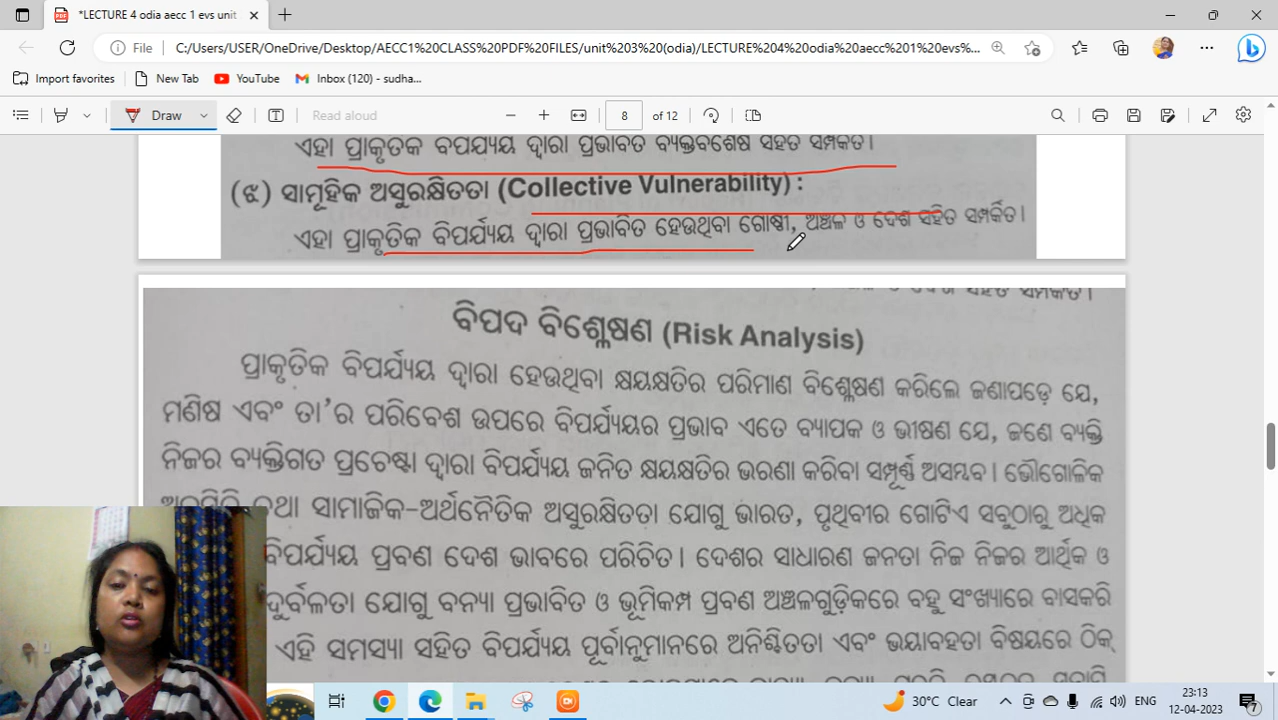 *LECTURE 4 odia aecc 1 evs unit
File C:/Users/USER/OneDrive/Desktop/AECC1%20CLASS%20PDF%20FILES/unit%203%20(odia)/LECTURE%204%20odia%20aecc%201%20evs%...
Import favorites New Tab YouTube Inbox (120) - sudha...
Draw Read aloud 8 of 12
ଏହା ପ୍ରାକୃତିକ ବିପର୍ଯ୍ୟୟ ଦ୍ୱାରା ପ୍ରଭାବିତ ବ୍ୟକ୍ତିବିଶେଷ ସହିତ ସମ୍ପର୍କିତ।
(ଝ) ସାମୂହିକ ଅସୁରକ୍ଷିତତା (Collective Vulnerability) :
ଏହା ପ୍ରାକୃତିକ ବିପର୍ଯ୍ୟୟ ଦ୍ୱାରା ପ୍ରଭାବିତ ହେଉଥିବା ଗୋଷ୍ଠୀ, ଅଞ୍ଚଳ ଓ ଦେଶ ସହିତ ସମ୍ପର୍କିତ।
ବିପଦ ବିଶ୍ଳେଷଣ (Risk Analysis)
ପ୍ରାକୃତିକ ବିପର୍ଯ୍ୟୟ ଦ୍ୱାରା ହେଉଥିବା କ୍ଷୟକ୍ଷତିର ପରିମାଣ ବିଶ୍ଳେଷଣ କରିଲେ ଜଣାପଡ଼େ ଯେ,
ମଣିଷ ଏବଂ ତା'ର ପରିବେଶ ଉପରେ ବିପର୍ଯ୍ୟୟର ପ୍ରଭାବ ଏତେ ବ୍ୟାପକ ଓ ଭୀଷଣ ଯେ, ଜଣେ ବ୍ୟକ୍ତି
ନିଜର ବ୍ୟକ୍ତିଗତ ପ୍ରଚେଷ୍ଟା ଦ୍ୱାରା ବିପର୍ଯ୍ୟୟ ଜନିତ କ୍ଷୟକ୍ଷତିର ଭରଣା କରିବା ସମ୍ପୂର୍ଣ୍ଣ ଅସମ୍ଭବ। ଭୌଗୋଳିକ
ତଥା ସାମାଜିକ-ଅର୍ଥନୈତିକ ଅସୁରକ୍ଷିତତା ଯୋଗୁ ଭାରତ, ପୃଥିବୀର ଗୋଟିଏ ସବୁଠାରୁ ଅଧିକ
ବିପର୍ଯ୍ୟୟ ପ୍ରବଣ ଦେଶ ଭାବରେ ପରିଚିତ। ଦେଶର ସାଧାରଣ ଜନତା ନିଜ ନିଜର ଆର୍ଥିକ ଓ
ଦୁର୍ବଳତା ଯୋଗୁ ବନ୍ୟା ପ୍ରଭାବିତ ଓ ଭୂମିକମ୍ପ ପ୍ରବଣ ଅଞ୍ଚଳଗୁଡ଼ିକରେ ବହୁ ସଂଖ୍ୟାରେ ବାସକରି
ଏହି ସମସ୍ୟା ସହିତ ବିପର୍ଯ୍ୟୟ ପୂର୍ବାନୁମାନରେ ଅନିଶ୍ଚିତତା ଏବଂ ଭୟାବହତା ବିଷୟରେ ଠିକ୍
30°C Clear ENG 23:13
12-04-2023